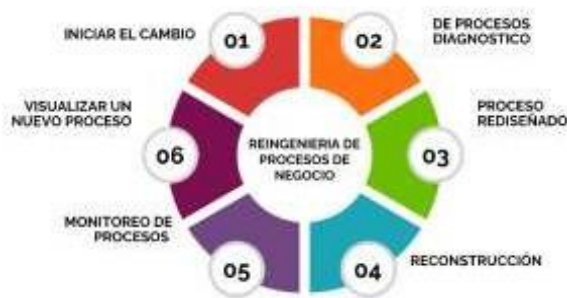 INICIAR EL CAMBIO
01
02
DE PROCESOS
DIAGNOSTICO
PROCESO
REDISEÑADO
03
RECONSTRUCCIÓN
04
05
MONITOREO DE
PROCESOS
06
VISUALIZAR UN
NUEVO PROCESO
REINGENIERIA DE
PROCESOS DE
NEGOCIO